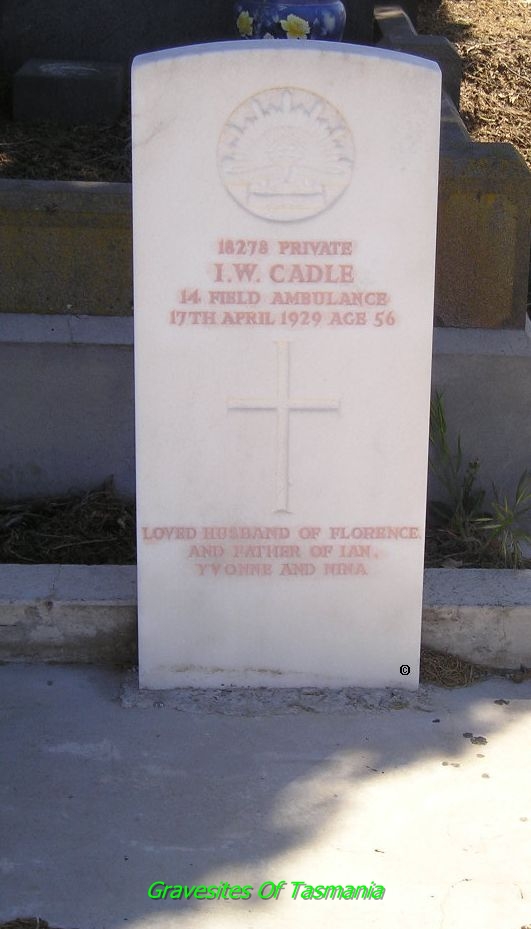 18278 PRIVATE
I.W. CADLE
14 FIELD AMBULANCE
17TH APRIL 1929 AGE 56
LOVED HUSBAND OF FLORENCE
AND FATHER OF IAN,
YVONNE AND NINA
©
Gravesites Of Tasmania